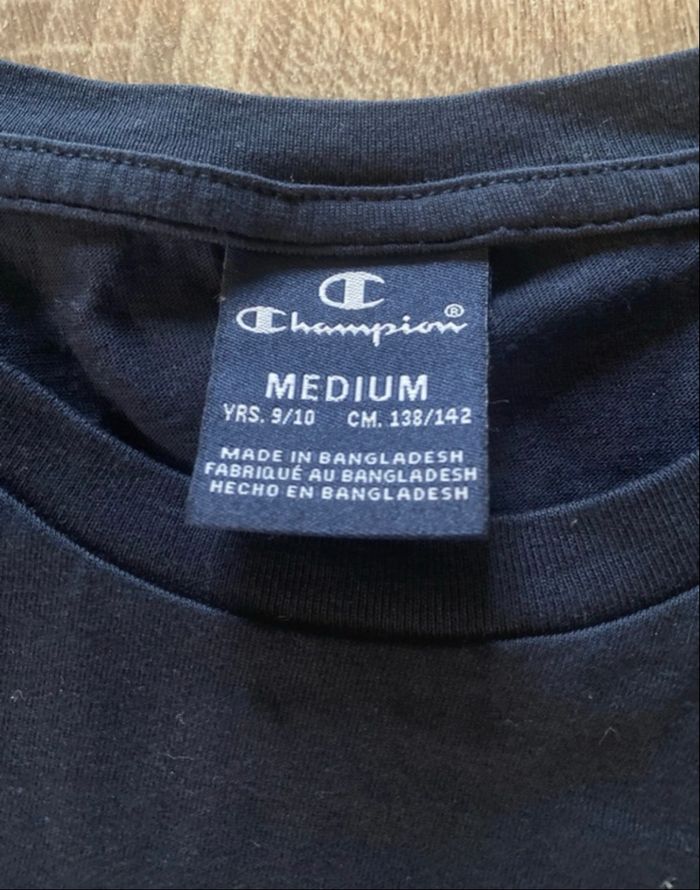 Champion®
MEDIUM
YRS. 9/10 CM. 138/142
MADE IN BANGLADESH
FABRIQUÉ AU BANGLADESH
HECHO EN BANGLADESH